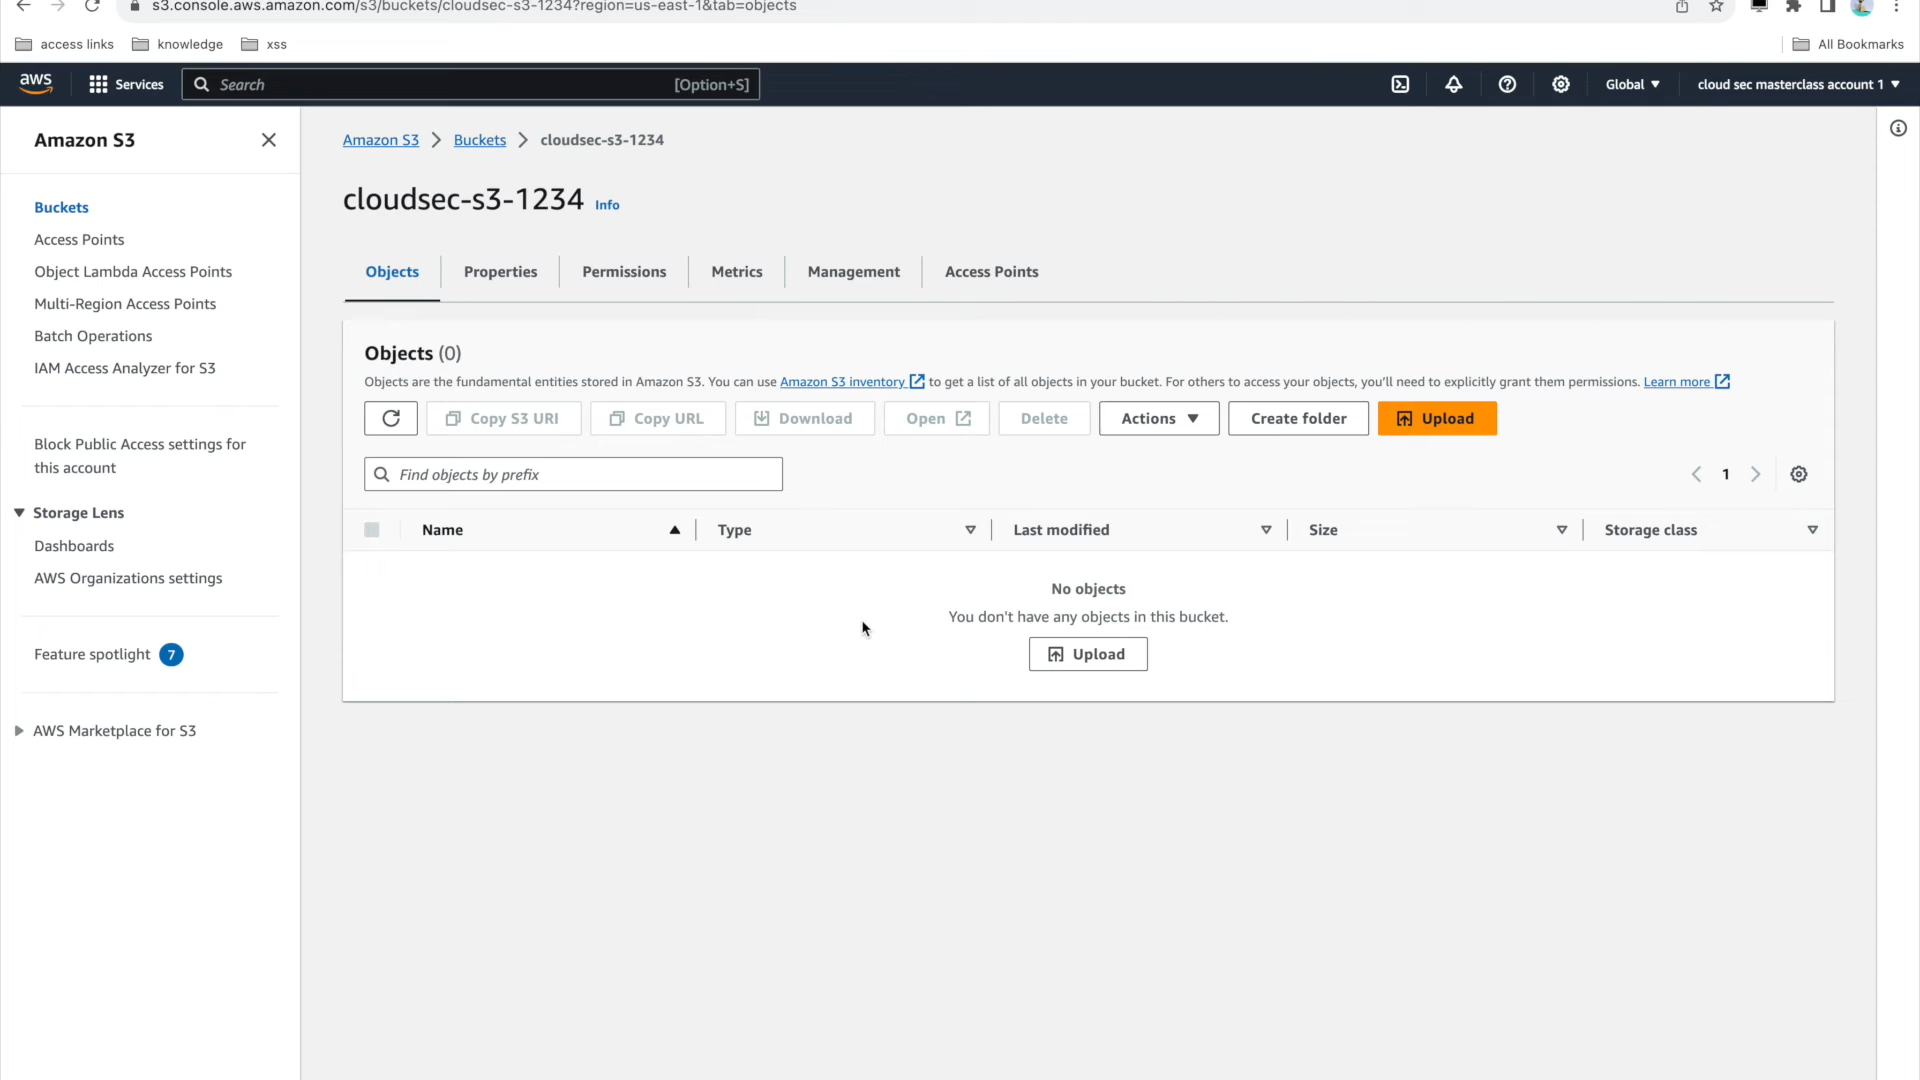 s3.console.aws.amazon.com/s3/buckets/cloudsec-s3-1234?region=us-east-1&tab=objects
access links knowledge xss All Bookmarks
aws Services Search [Option+S] Global cloud sec masterclass account 1
Amazon S3
Buckets
Access Points
Object Lambda Access Points
Multi-Region Access Points
Batch Operations
IAM Access Analyzer for S3
Block Public Access settings for
this account
Storage Lens
Dashboards
AWS Organizations settings
Feature spotlight 7
AWS Marketplace for S3
Amazon S3 Buckets cloudsec-s3-1234
cloudsec-s3-1234 Info
Objects Properties Permissions Metrics Management Access Points
Objects (0)
Objects are the fundamental entities stored in Amazon S3. You can use Amazon S3 inventory to get a list of all objects in your bucket. For others to access your objects, you'll need to explicitly grant them permissions. Learn more
Copy S3 URI Copy URL Download Open Delete Actions Create folder Upload
Find objects by prefix 1
Name Type Last modified Size Storage class
No objects
You don't have any objects in this bucket.
Upload